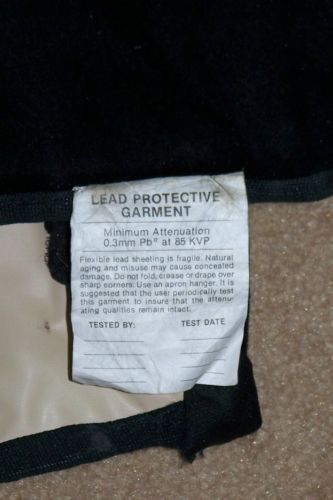 LEAD PROTECTIVE
GARMENT
Minimum Attenuation
0.3mm Pb⁰ at 85 KVP
Flexible lead sheeting is fragile. Natural
aging and misuse may cause concealed
damage. Do not fold, crease or drape over
sharp corners. Use an apron hanger. It is
suggested that the user periodically test
this garment to insure that the attenu-
ating qualities remain intact.
TESTED BY: TEST DATE